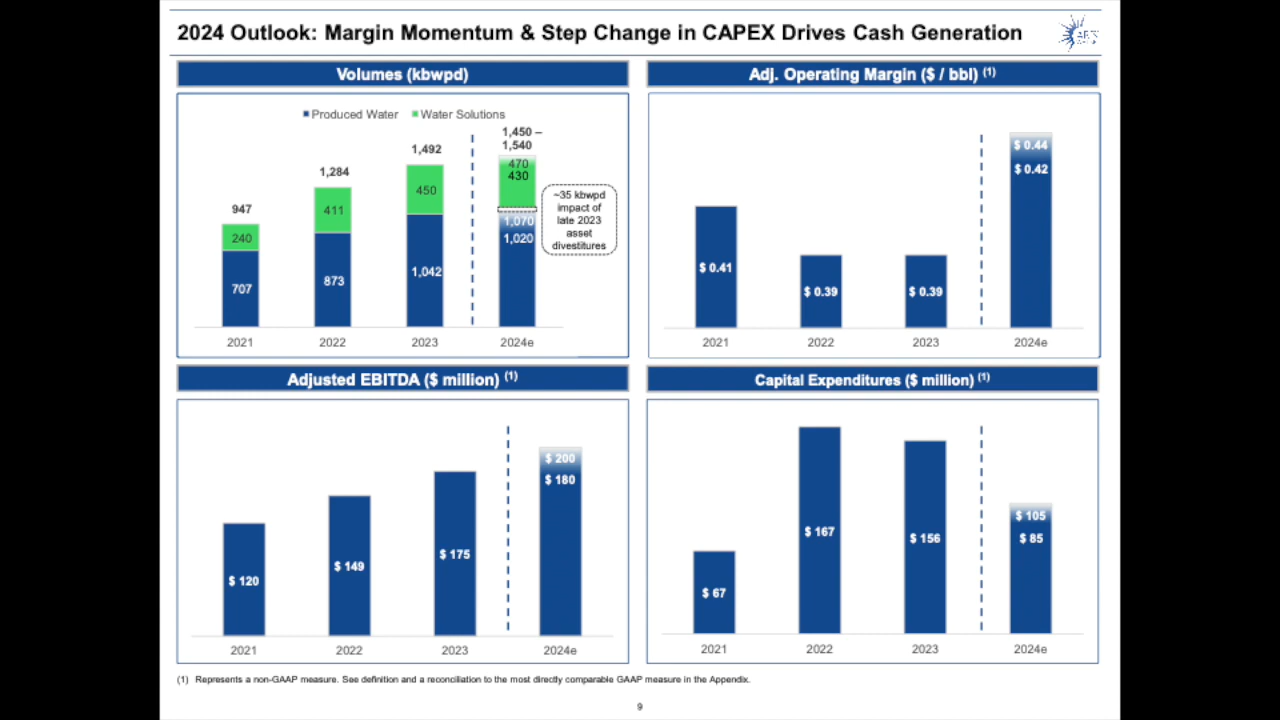 2024 Outlook: Margin Momentum & Step Change in CAPEX Drives Cash Generation
Volumes (kbwpd)
Produced Water
Water Solutions
947
240
707
1,284
411
873
1,492
450
1,042
1,450 –
1,540
470
430
1,070
1,020
~35 kbwpd
impact of
late 2023
asset
divestitures
2021
2022
2023
2024e
Adj. Operating Margin ($ / bbl) (1)
$ 0.41
$ 0.39
$ 0.39
$ 0.44
$ 0.42
2021
2022
2023
2024e
Adjusted EBITDA ($ million) (1)
$ 120
$ 149
$ 175
$ 200
$ 180
2021
2022
2023
2024e
Capital Expenditures ($ million) (1)
$ 67
$ 167
$ 156
$ 105
$ 85
2021
2022
2023
2024e
(1) Represents a non-GAAP measure. See definition and a reconciliation to the most directly comparable GAAP measure in the Appendix.
9